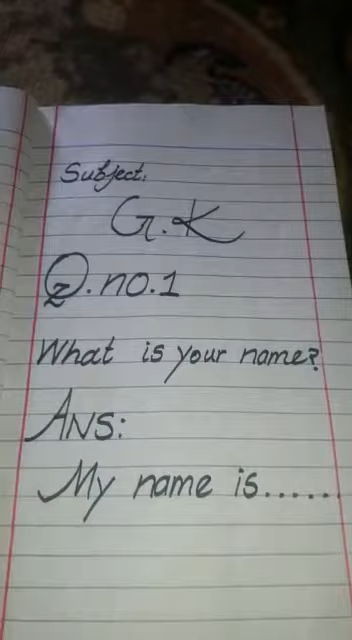 Subject.
G.K
Q.no.1
What is your name?
ANS:
My name is......